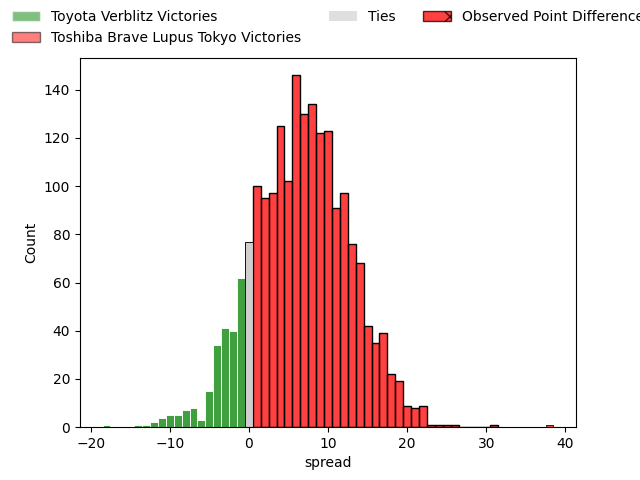 Toyota Verblitz Victories
Toshiba Brave Lupus Tokyo Victories
Ties
Observed Point Difference
140
120
100
80
60
40
20
0
Count
−20 −10 0 10 20 30 40
spread